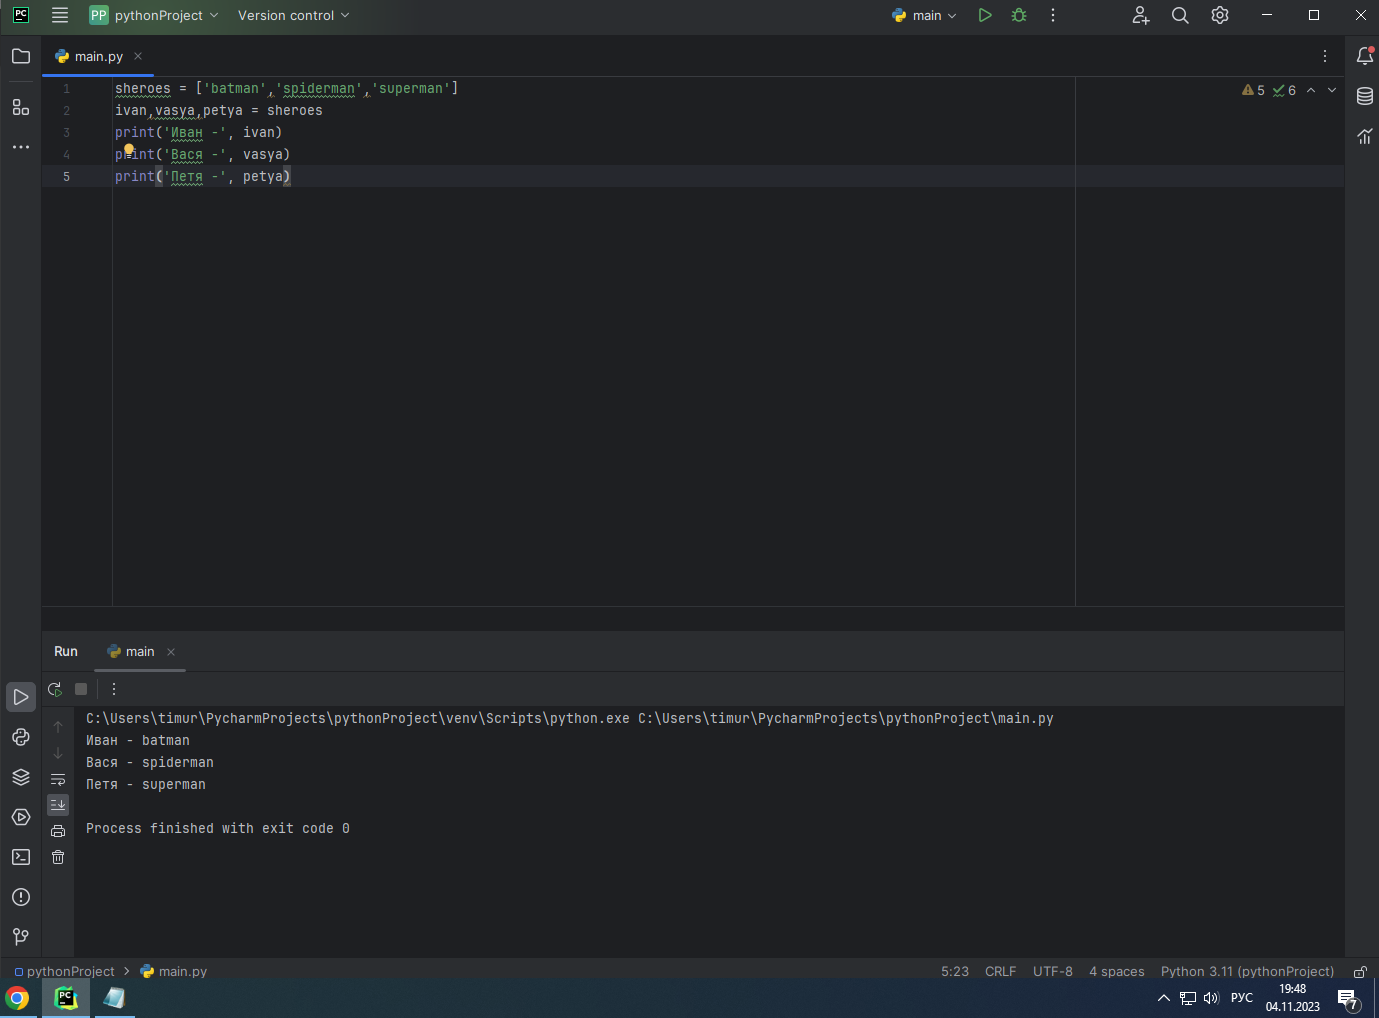 PC
PP pythonProject Version control main
main.py
5 6
1 sheroes = ['batman','spiderman','superman']
2 ivan,vasya,petya = sheroes
3 print('Иван -', ivan)
4 print('Вася -', vasya)
5 print('Петя -', petya)
Run main
C:\Users\timur\PycharmProjects\pythonProject\venv\Scripts\python.exe C:\Users\timur\PycharmProjects\pythonProject\main.py
Иван - batman
Вася - spiderman
Петя - superman
Process finished with exit code 0
pythonProject > main.py 5:23 CRLF UTF-8 4 spaces Python 3.11 (pythonProject)
PC РУС 19:48
04.11.2023 7